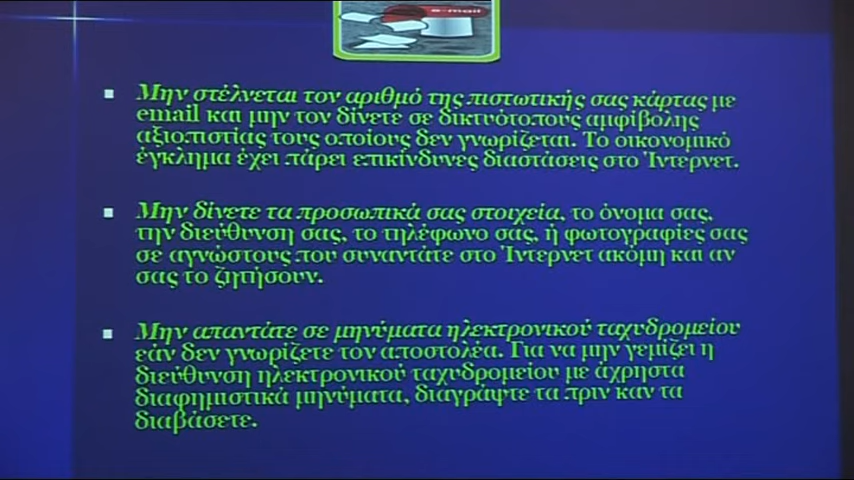 e-mail
Μην στέλνεται τον αριθμό της πιστωτικής σας κάρτας με
email και μην τον δίνετε σε δικτυότοπους αμφίβολης
αξιοπιστίας τους οποίους δεν γνωρίζεται. Το οικονομικό
έγκλημα έχει πάρει επικίνδυνες διαστάσεις στο Ίντερνετ.
Μην δίνετε τα προσωπικά σας στοιχεία, το όνομα σας,
την διεύθυνση σας, το τηλέφωνο σας, ή φωτογραφίες σας
σε αγνώστους που συναντάτε στο Ίντερνετ ακόμη και αν
σας το ζητήσουν.
Μην απαντάτε σε μηνύματα ηλεκτρονικού ταχυδρομείου
εάν δεν γνωρίζετε τον αποστολέα. Για να μην γεμίζει η
διεύθυνση ηλεκτρονικού ταχυδρομείου με άχρηστα
διαφημιστικά μηνύματα, διαγράψτε τα πριν καν τα
διαβάσετε.